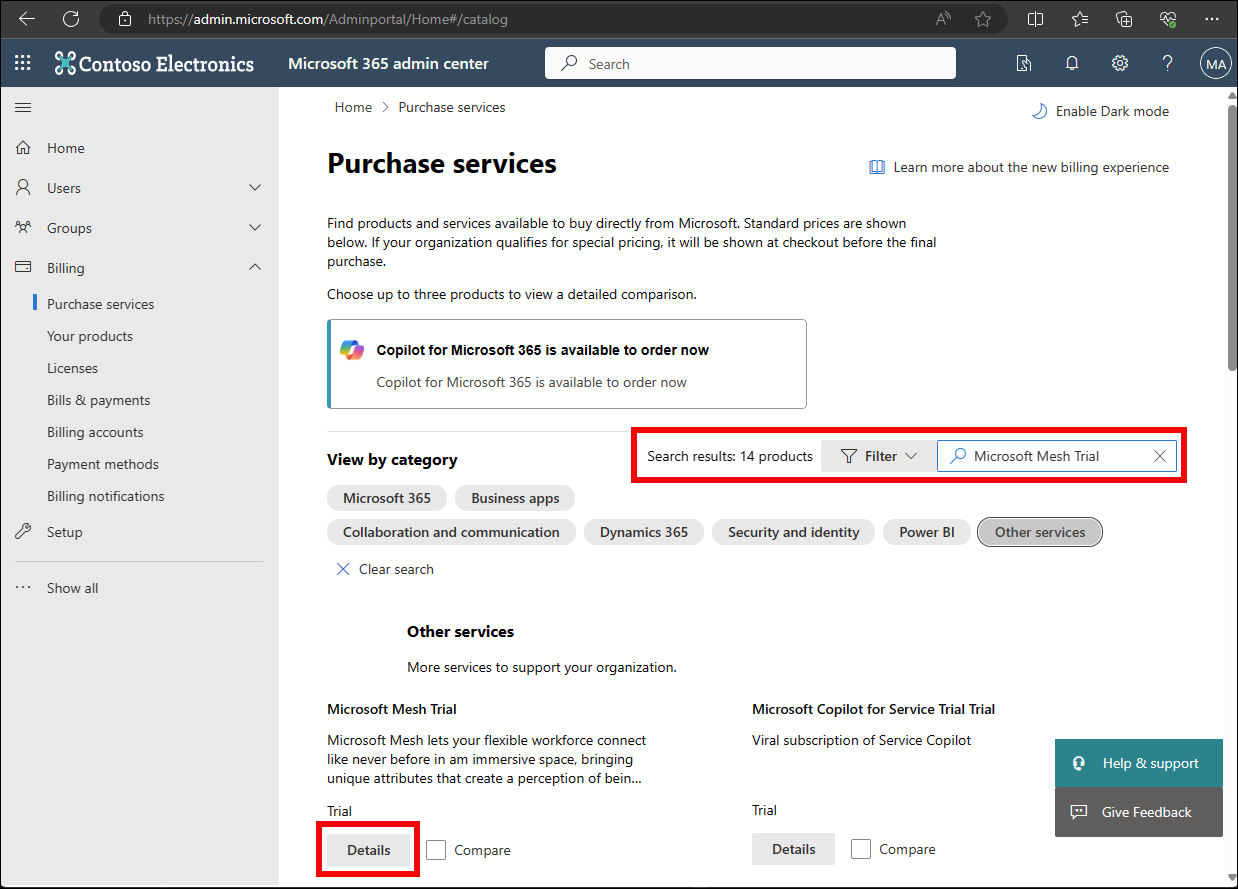 https://admin.microsoft.com/Adminportal/Home#/catalog
Contoso Electronics
Microsoft 365 admin center
Search
MA
Home
Users
Groups
Billing
Purchase services
Your products
Licenses
Bills & payments
Billing accounts
Payment methods
Billing notifications
Setup
Show all
Home > Purchase services
Enable Dark mode
Purchase services
Learn more about the new billing experience
Find products and services available to buy directly from Microsoft. Standard prices are shown
below. If your organization qualifies for special pricing, it will be shown at checkout before the final
purchase.
Choose up to three products to view a detailed comparison.
Copilot for Microsoft 365 is available to order now
Copilot for Microsoft 365 is available to order now
View by category
Search results: 14 products
Filter
Microsoft Mesh Trial
Microsoft 365
Business apps
Collaboration and communication
Dynamics 365
Security and identity
Power BI
Other services
Clear search
Other services
More services to support your organization.
Microsoft Mesh Trial
Microsoft Mesh lets your flexible workforce connect
like never before in am immersive space, bringing
unique attributes that create a perception of bein...
Trial
Details
Compare
Microsoft Copilot for Service Trial Trial
Viral subscription of Service Copilot
Trial
Details
Compare
Help & support
Give Feedback